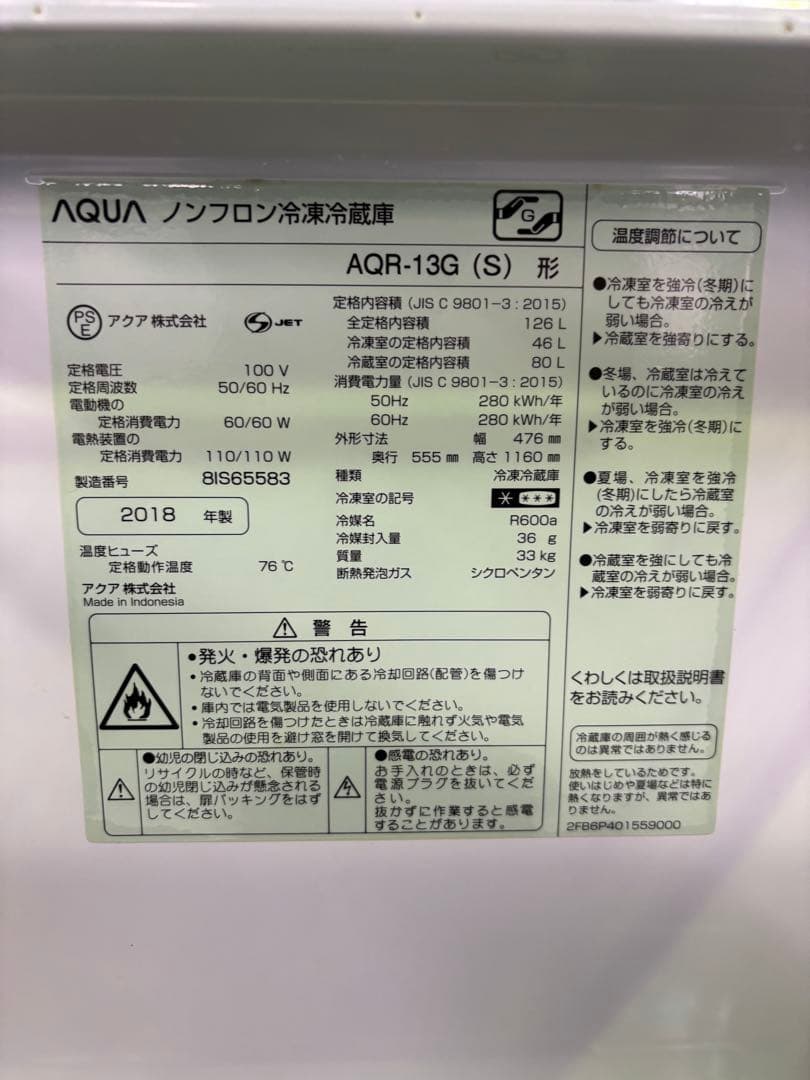 AQUA ノンフロン冷凍冷蔵庫
G
AQR-13G (S) 形
PS
E
アクア 株式会社
S JET
定格電圧 100 V
定格周波数 50/60 Hz
電動機の
定格消費電力 60/60 W
電熱装置の
定格消費電力 110/110 W
製造番号 8IS65583
2018 年製
温度ヒューズ
定格動作温度 76 ℃
アクア 株式会社
Made in Indonesia
定格内容積 (JIS C 9801-3 : 2015)
全定格内容積 126 L
冷凍室の定格内容積 46 L
冷蔵室の定格内容積 80 L
消費電力量 (JIS C 9801-3 : 2015)
50Hz 280 kWh/年
60Hz 280 kWh/年
外形寸法 幅 476 mm
奥行 555 mm 高さ 1160 mm
種類 冷凍冷蔵庫
冷凍室の記号 * ***
冷媒名 R600a
冷媒封入量 36 g
質量 33 kg
断熱発泡ガス シクロペンタン
⚠ 警 告
●発火・爆発の恐れあり
・冷蔵庫の背面や側面にある冷却回路(配管)を傷つけ
ないでください。
・庫内では電気製品を使用しないでください。
・冷却回路を傷つけたときは冷蔵庫に触れず火気や電気
製品の使用を避け窓を開けて換気してください。
●幼児の閉じ込みの恐れあり。
リサイクルの時など、保管時
の幼児閉じ込みが懸念される
場合は、扉パッキングをはず
してください。
●感電の恐れあり。
お手入れのときは、必ず
電源プラグを抜いてくだ
さい。
抜かずに作業すると感電
することがあります。
温度調節について
●冷凍室を強冷(冬期)に
しても冷凍室の冷えが
弱い場合。
▶冷蔵室を強寄りにする。
●冬場、冷蔵室は冷えて
いるのに冷凍室の冷え
が弱い場合。
▶冷凍室を強冷(冬期)に
する。
●夏場、冷凍室を強冷
(冬期)にしたら冷蔵室
の冷えが弱い場合。
▶冷凍室を弱寄りに戻す。
●冷蔵室を強にしても冷
蔵室の冷えが弱い場合。
▶冷凍室を弱寄りに戻す。
くわしくは取扱説明書
をお読みください。
冷蔵庫の周囲が熱く感じる
のは異常ではありません。
放熱をしているためです。
使いはじめや夏場などは特に
熱くなりますが、異常ではあ
りません。
2FB6P401559000